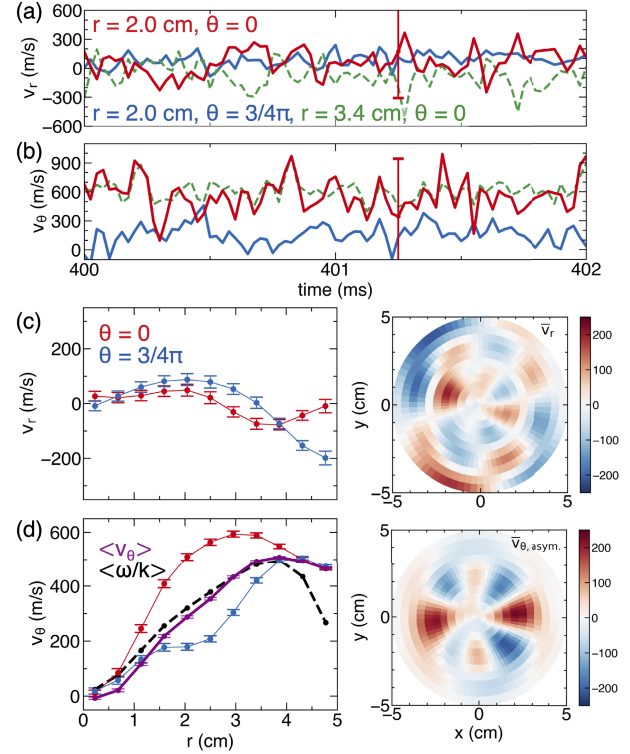 (a)
600
300
0
−300
−600
v_r (m/s)
r = 2.0 cm, θ = 0
r = 2.0 cm, θ = 3/4π, r = 3.4 cm, θ = 0
(b)
900
600
300
0
v_θ (m/s)
400
401
402
time (ms)
(c)
200
0
−200
v_r (m/s)
θ = 0
θ = 3/4π
5
0
−5
y (cm)
v̅_r
−5
0
5
200
100
0
−100
−200
(d)
600
400
200
0
v_θ (m/s)
<v_θ>
<ω/k>
0
1
2
3
4
5
r (cm)
5
0
−5
y (cm)
v̅_θ, asym.
−5
0
5
x (cm)
200
100
0
−100
−200